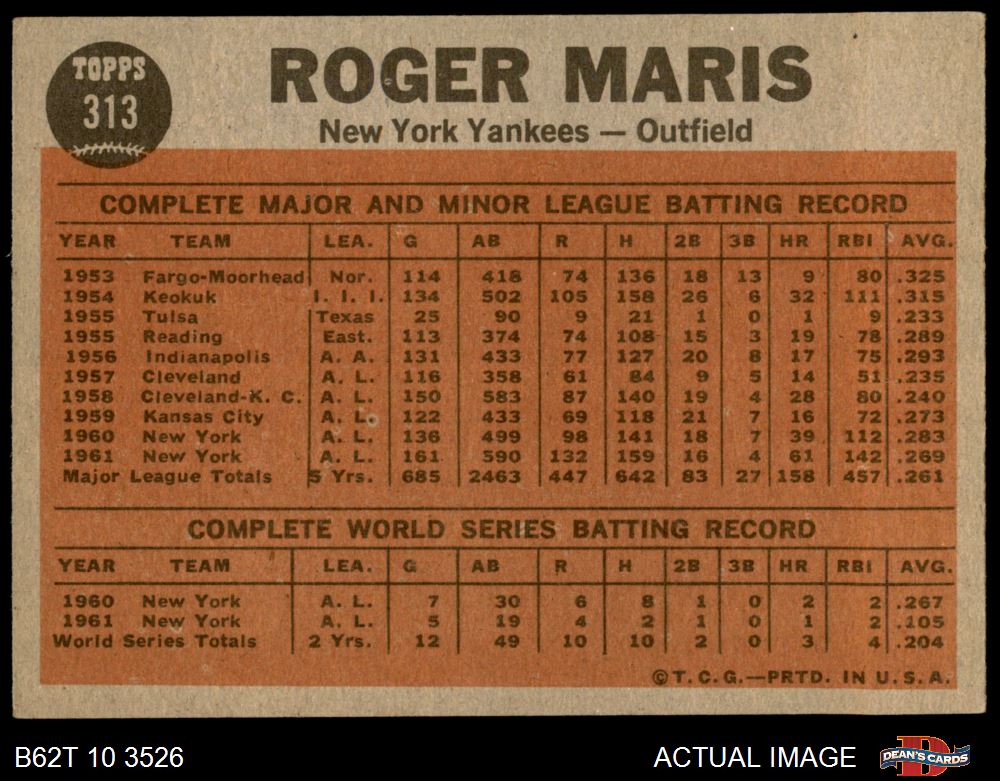 TOPPS
313
ROGER MARIS
New York Yankees — Outfield
COMPLETE MAJOR AND MINOR LEAGUE BATTING RECORD
YEAR TEAM LEA. G AB R H 2B 3B HR RBI AVG.
1953 Fargo-Moorhead Nor. 114 418 74 136 18 13 9 80 .325
1954 Keokuk I. I. I. 134 502 105 158 26 6 32 111 .315
1955 Tulsa Texas 25 90 9 21 1 0 1 9 .233
1955 Reading East. 113 374 74 108 15 3 19 78 .289
1956 Indianapolis A. A. 131 433 77 127 20 8 17 75 .293
1957 Cleveland A. L. 116 358 61 84 9 5 14 51 .235
1958 Cleveland-K. C. A. L. 150 583 87 140 19 4 28 80 .240
1959 Kansas City A. L. 122 433 69 118 21 7 16 72 .273
1960 New York A. L. 136 499 98 141 18 7 39 112 .283
1961 New York A. L. 161 590 132 159 16 4 61 142 .269
Major League Totals 5 Yrs. 685 2463 447 642 83 27 158 457 .261
COMPLETE WORLD SERIES BATTING RECORD
YEAR TEAM LEA. G AB R H 2B 3B HR RBI AVG.
1960 New York A. L. 7 30 6 8 1 0 2 2 .267
1961 New York A. L. 5 19 4 2 1 0 1 2 .105
World Series Totals 2 Yrs. 12 49 10 10 2 0 3 4 .204
© T. C. G.—PRTD. IN U. S. A.
B62T 10 3526 ACTUAL IMAGE DEAN'S CARDS